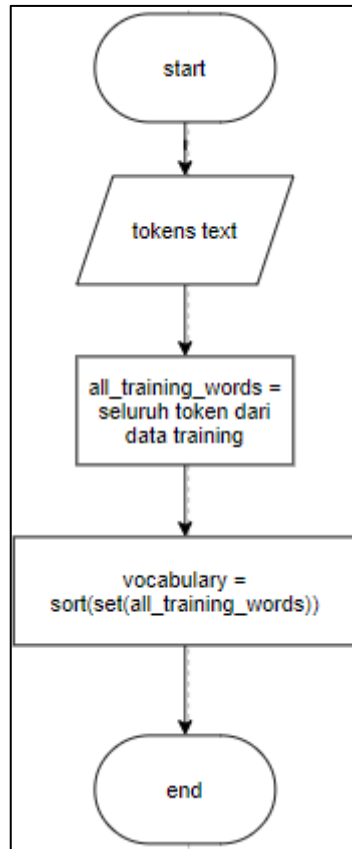 start
tokens text
all_training_words =
seluruh token dari
data training
vocabulary =
sort(set(all_training_words))
end